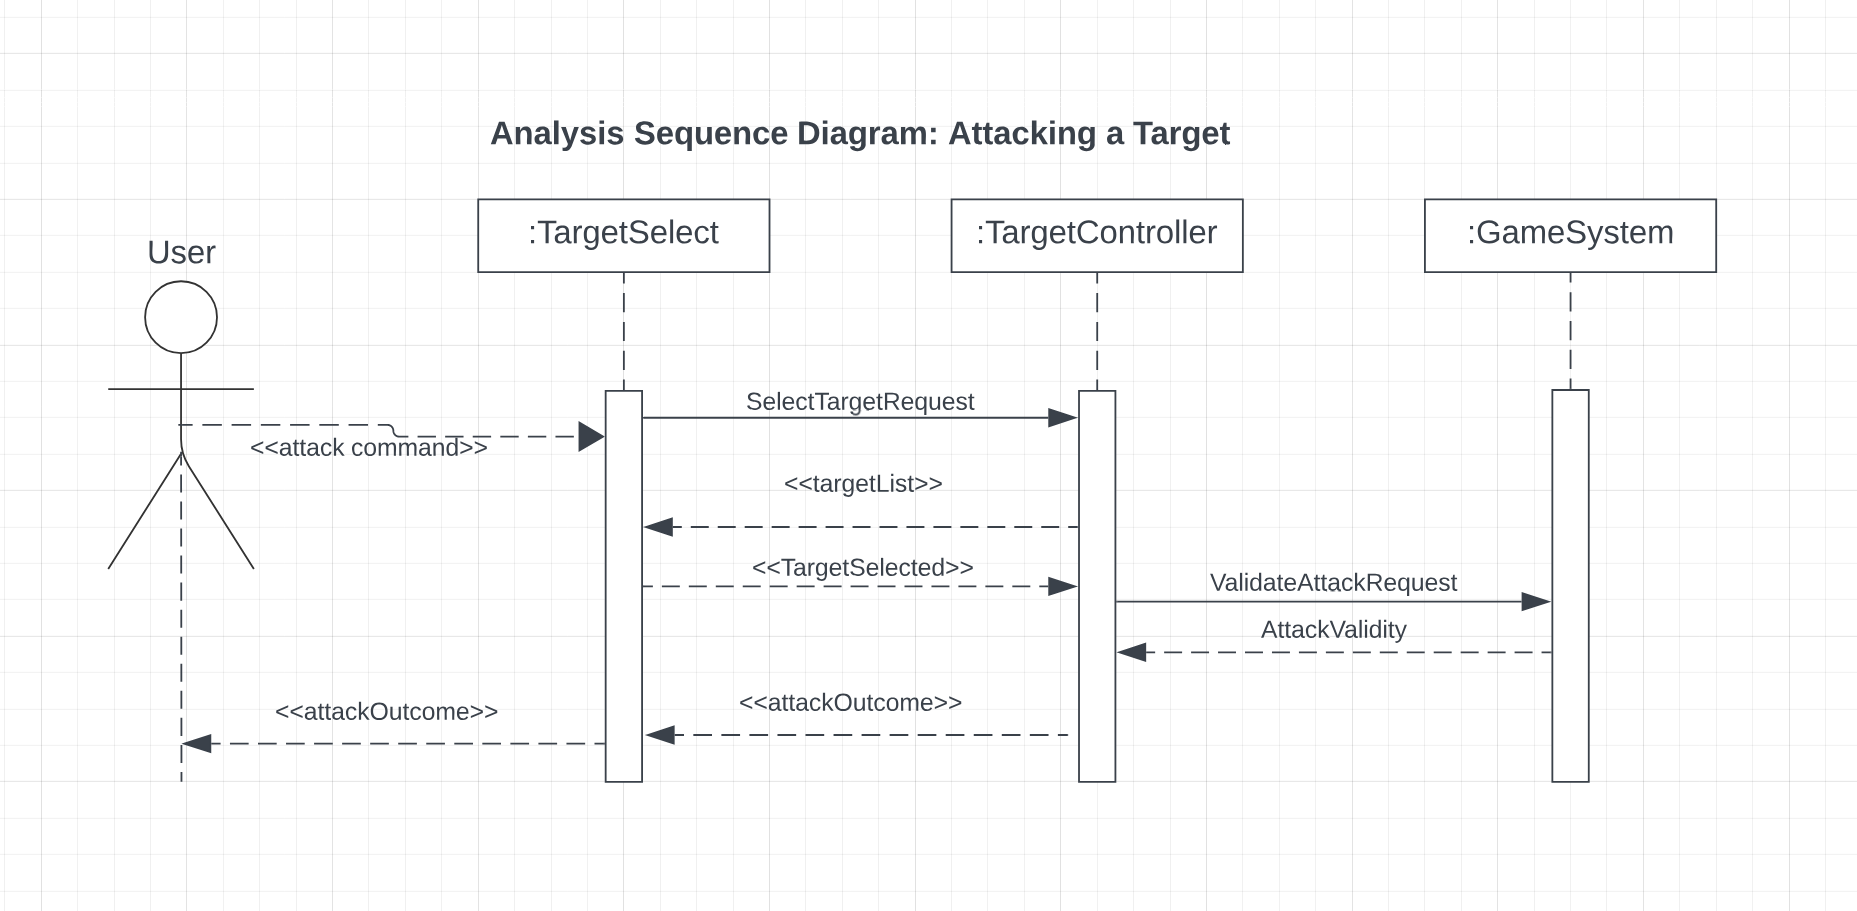 Analysis Sequence Diagram: Attacking a Target
User
:TargetSelect
:TargetController
:GameSystem
SelectTargetRequest
<<attack command>>
<<targetList>>
<<TargetSelected>>
ValidateAttackRequest
AttackValidity
<<attackOutcome>>
<<attackOutcome>>